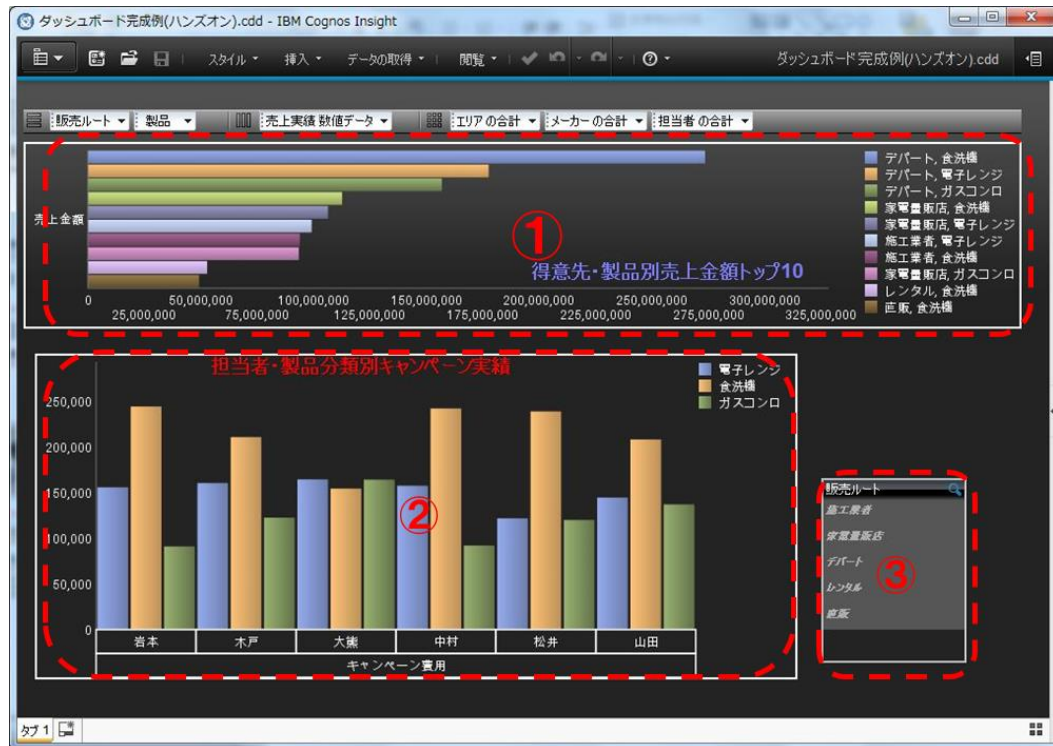 ダッシュボード完成例(ハンズオン).cdd - IBM Cognos Insight
スタイル 挿入 データの取得 閲覧 ダッシュボード完成例(ハンズオン).cdd
販売ルート 製品 売上実績 数値データ エリア の合計 メーカー の合計 担当者 の合計
売上金額
①
得意先・製品別売上金額トップ10
デパート, 食洗機
デパート, 電子レンジ
デパート, ガスコンロ
家電量販店, 食洗機
家電量販店, 電子レンジ
施工業者, 電子レンジ
施工業者, 食洗機
家電量販店, ガスコンロ
レンタル, 食洗機
直販, 食洗機
0 50,000,000 100,000,000 150,000,000 200,000,000 250,000,000 300,000,000
25,000,000 75,000,000 125,000,000 175,000,000 225,000,000 275,000,000 325,000,000
担当者・製品分類別キャンペーン実績
電子レンジ
食洗機
ガスコンロ
250,000
200,000
150,000
100,000
50,000
0
②
岩本 木戸 大熊 中村 松井 山田
キャンペーン費用
販売ルート
施工業者
家電量販店
デパート
レンタル
直販
③
タブ 1